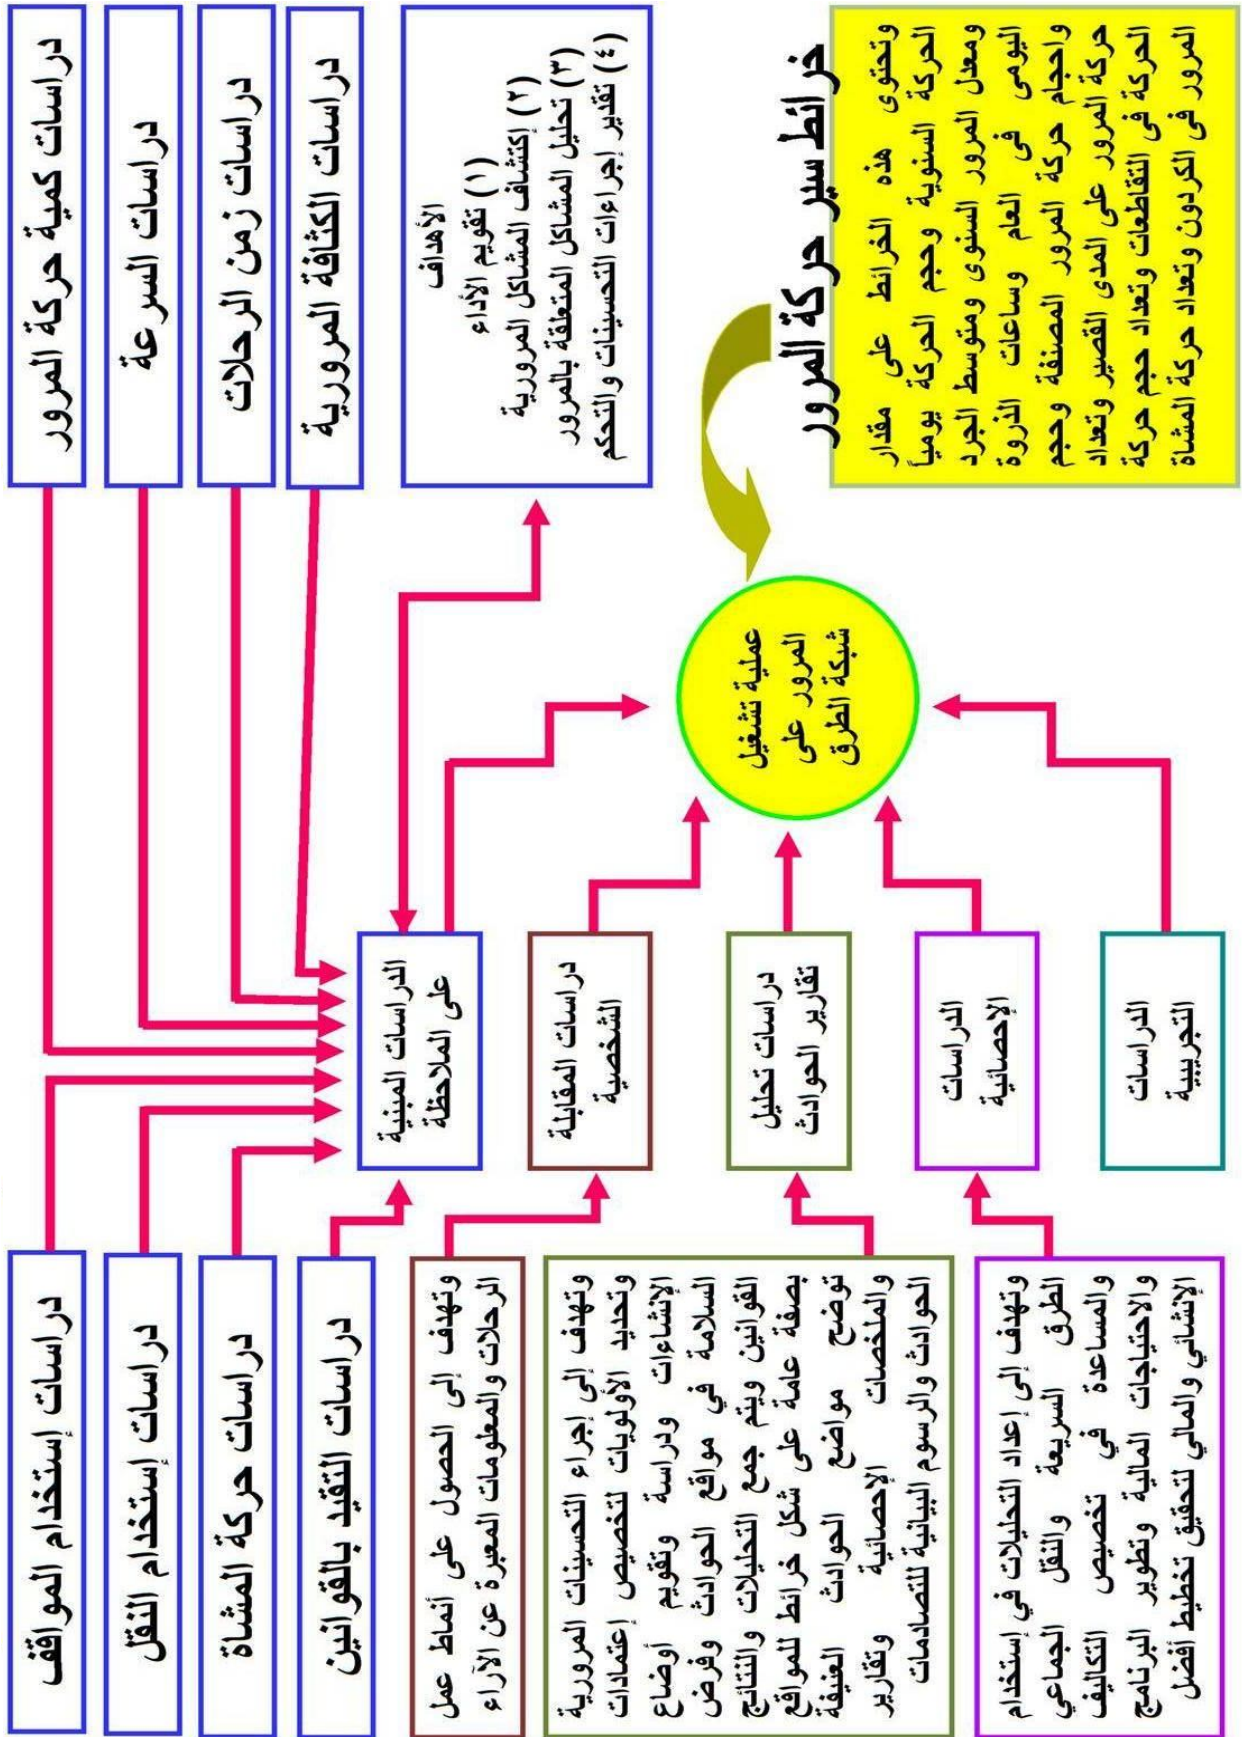 دراسات كمية حركة المرور
دراسات السرعة
دراسات زمن الرحلات
دراسات الكثافة المرورية
دراسات إستخدام المواقف
دراسات إستخدام النقل
دراسات حركة المشاة
دراسات التقيد بالقوانين
الأهداف
(١) تقويم الأداء
(٢) إكتشاف المشاكل المرورية
(٣) تحليل المشاكل المتعلقة بالمرور
(٤) تقدير إجراءات التحسينات والتحكم
الدراسات المبنية
على الملاحظة
دراسات المقابلة
الشخصية
وتهدف إلى الحصول على أنماط عمل
الرحلات والمعلومات المعبرة عن الآراء
دراسات تحليل
تقارير الحوادث
وتهدف إلى إجراء التحسينات المرورية
وتحديد الأولويات لتخصيص إعتمادات
الإنشاءات ودراسة وتقويم أوضاع
السلامة في مواقع الحوادث وفرض
القوانين ويتم جمع التحليلات والنتائج
بصفة عامة على شكل خرائط للمواقع
توضح مواضع الحوادث العنيفة
والملخصات الإحصائية وتقارير
الحوادث والرسوم البيانية للتصادمات
الدراسات
الإحصائية
وتهدف إلى إعداد التحليلات في إستخدام
الطرق السريعة والنقل الجماعي
والمساعدة في تخصيص التكاليف
والاحتياجات المالية وتطوير البرنامج
الإنشائي والمالي لتحقيق تخطيط أفضل
الدراسات
التجريبية
عملية تشغيل
المرور على
شبكة الطرق
خرائط سير حركة المرور
وتحتوى هذه الخرائط على مقدار
الحركة السنوية وحجم الحركة يومياً
ومعدل المرور السنوى ومتوسط الجرد
اليومى فى العام وساعات الذروة
واحجام حركة المرور المصنفة وحجم
حركة المرور على المدى القصير وتعداد
الحركة فى التقاطعات وتعداد حجم حركة
المرور فى الكردون وتعداد حركة المشاة